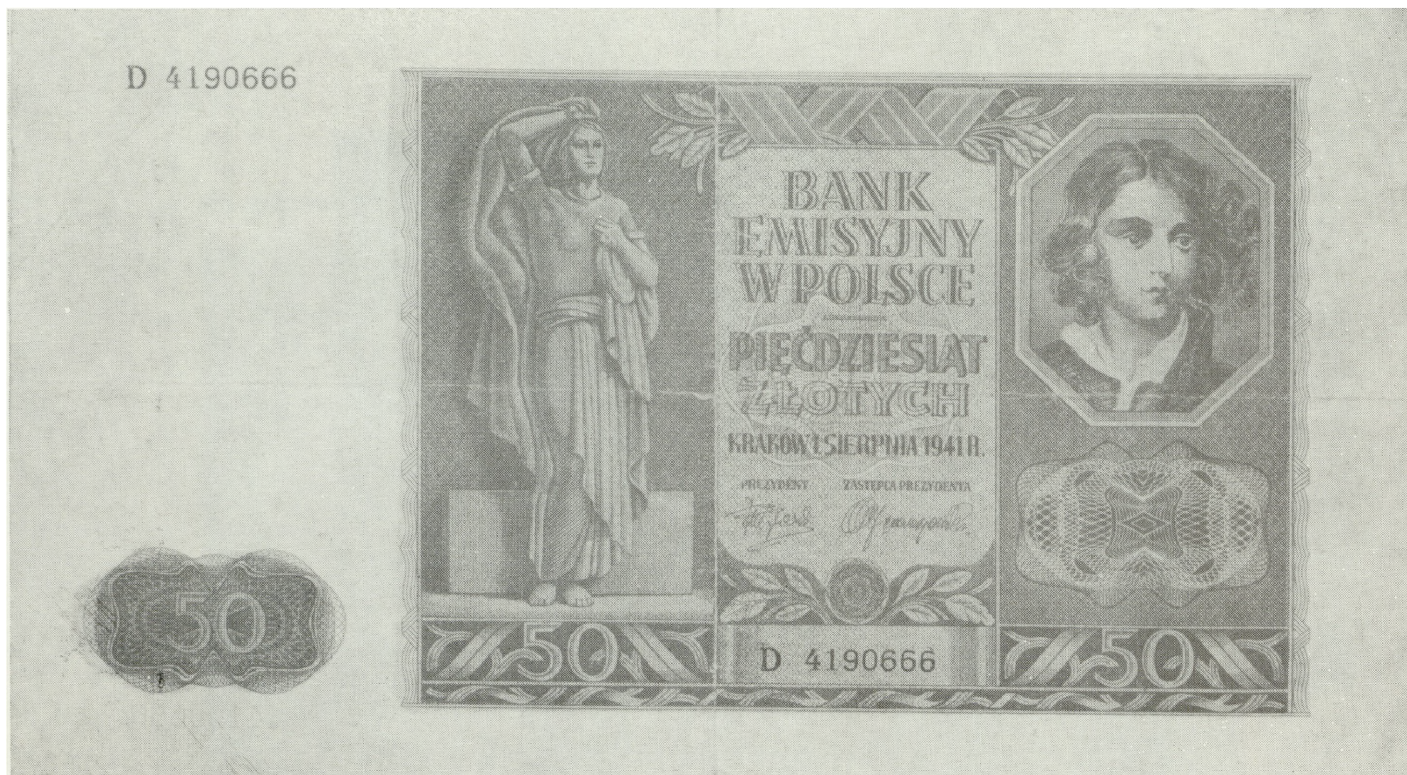 D 4190666
BANK
EMISYJNY
W POLSCE
PIĘĆDZIESIĄT
ZŁOTYCH
KRAKÓW 1 SIERPNIA 1941 R.
PREZYDENT ZASTĘPCA PREZYDENTA
50
50
D 4190666
50